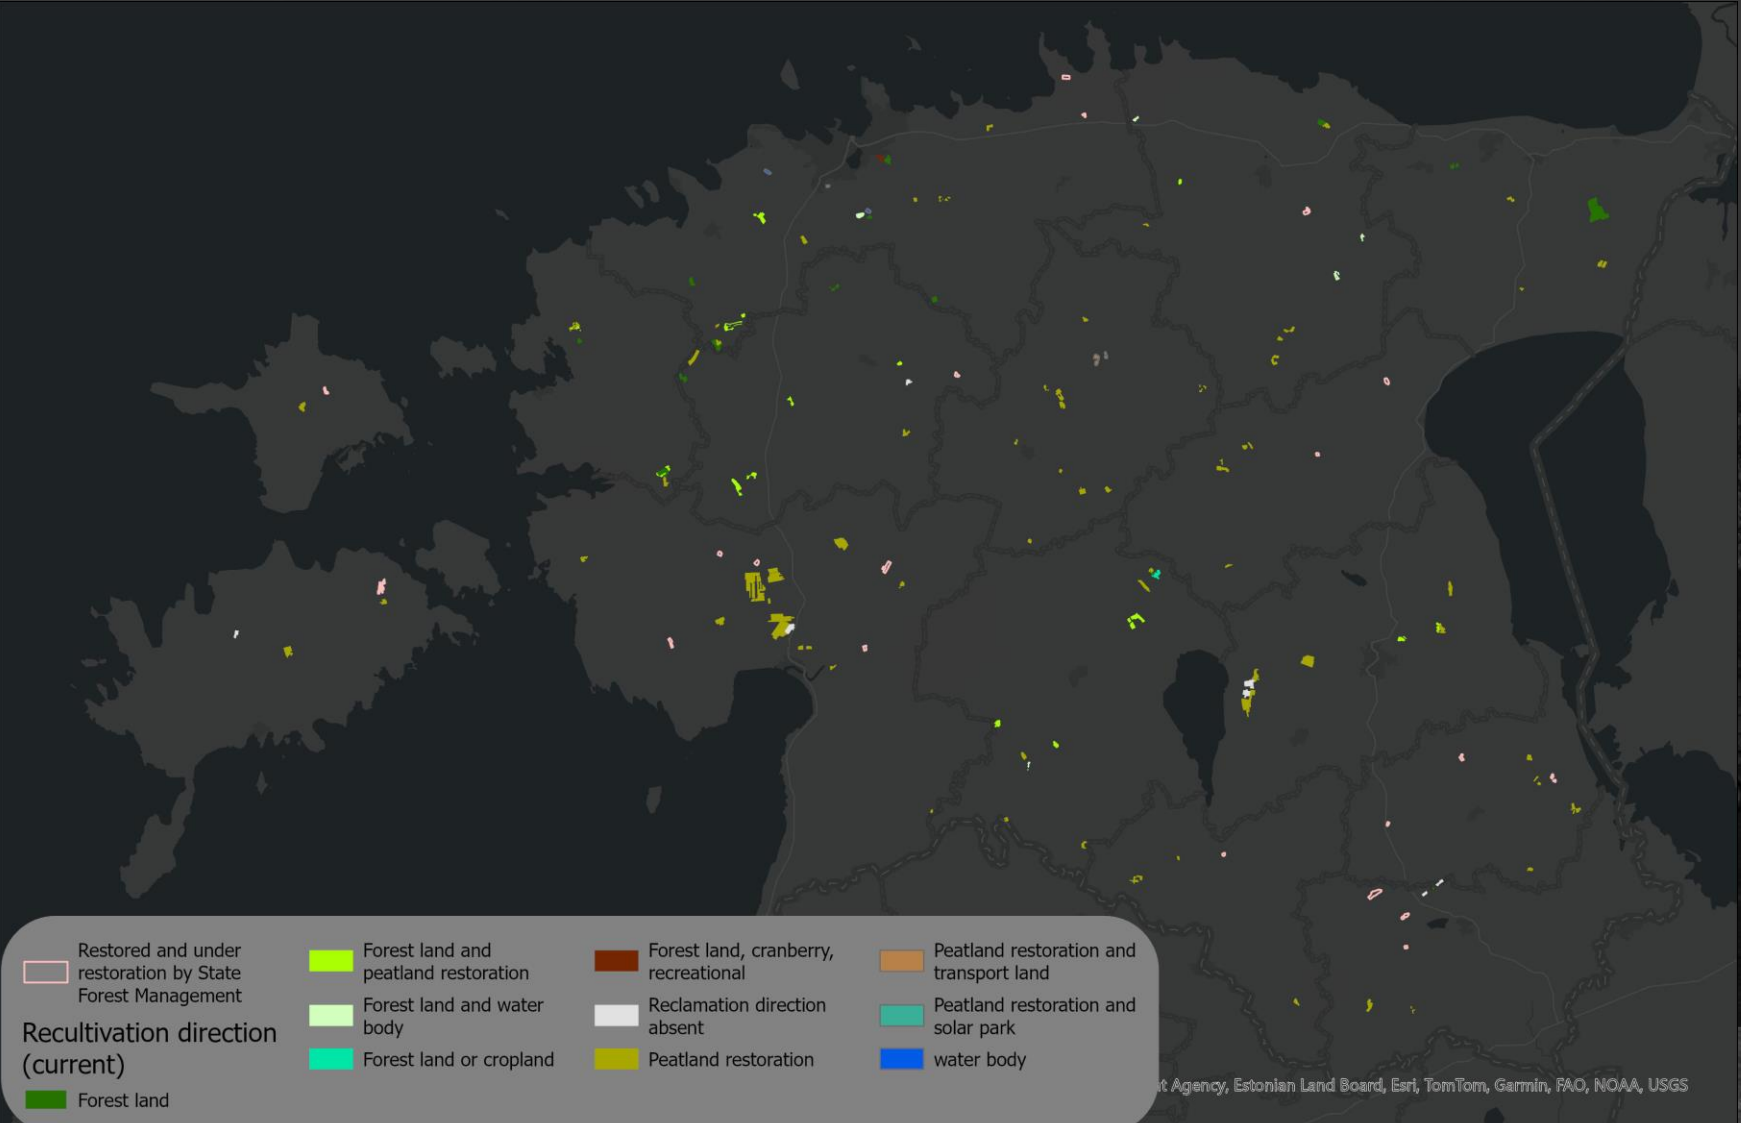 Restored and under
restoration by State
Forest Management
Recultivation direction
(current)
Forest land
Forest land and
peatland restoration
Forest land and water
body
Forest land or cropland
Forest land, cranberry,
recreational
Reclamation direction
absent
Peatland restoration
Peatland restoration and
transport land
Peatland restoration and
solar park
water body
Agency, Estonian Land Board, Esri, TomTom, Garmin, FAO, NOAA, USGS